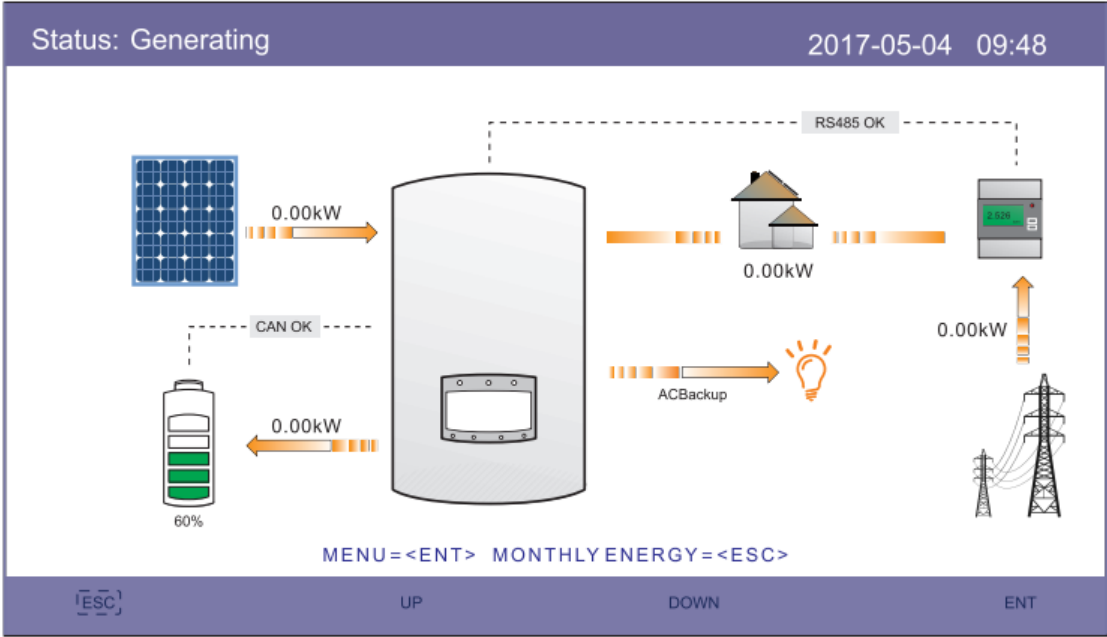 Status: Generating
2017-05-04 09:48
RS485 OK
0.00kW
2.526
0.00kW
CAN OK
0.00kW
ACBackup
0.00kW
60%
MENU=<ENT> MONTHLY ENERGY=<ESC>
ESC UP DOWN ENT